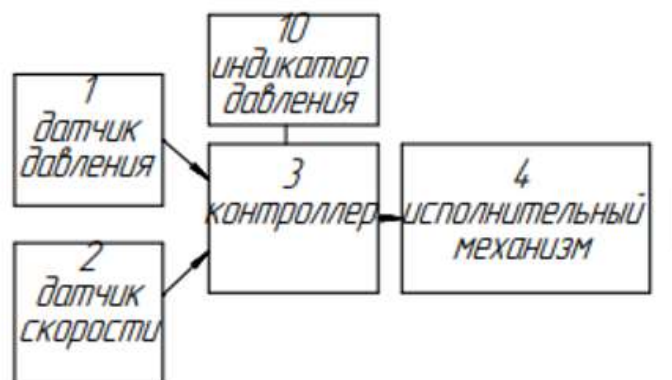 10
индикатор
давления
1
датчик
давления
3
контроллер
4
исполнительный
механизм
2
датчик
скорости